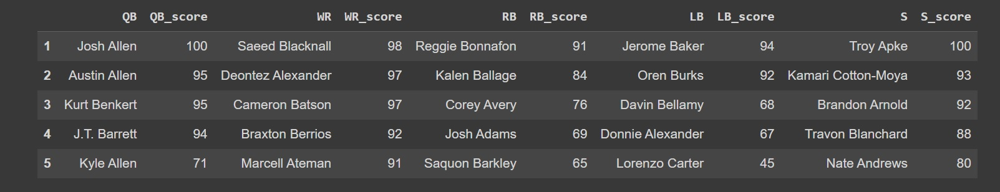 QB QB_score WR WR_score RB RB_score LB LB_score S S_score
1 Josh Allen 100 Saeed Blacknall 98 Reggie Bonnafon 91 Jerome Baker 94 Troy Apke 100
2 Austin Allen 95 Deontez Alexander 97 Kalen Ballage 84 Oren Burks 92 Kamari Cotton-Moya 93
3 Kurt Benkert 95 Cameron Batson 97 Corey Avery 76 Davin Bellamy 68 Brandon Arnold 92
4 J.T. Barrett 94 Braxton Berrios 92 Josh Adams 69 Donnie Alexander 67 Travon Blanchard 88
5 Kyle Allen 71 Marcell Ateman 91 Saquon Barkley 65 Lorenzo Carter 45 Nate Andrews 80